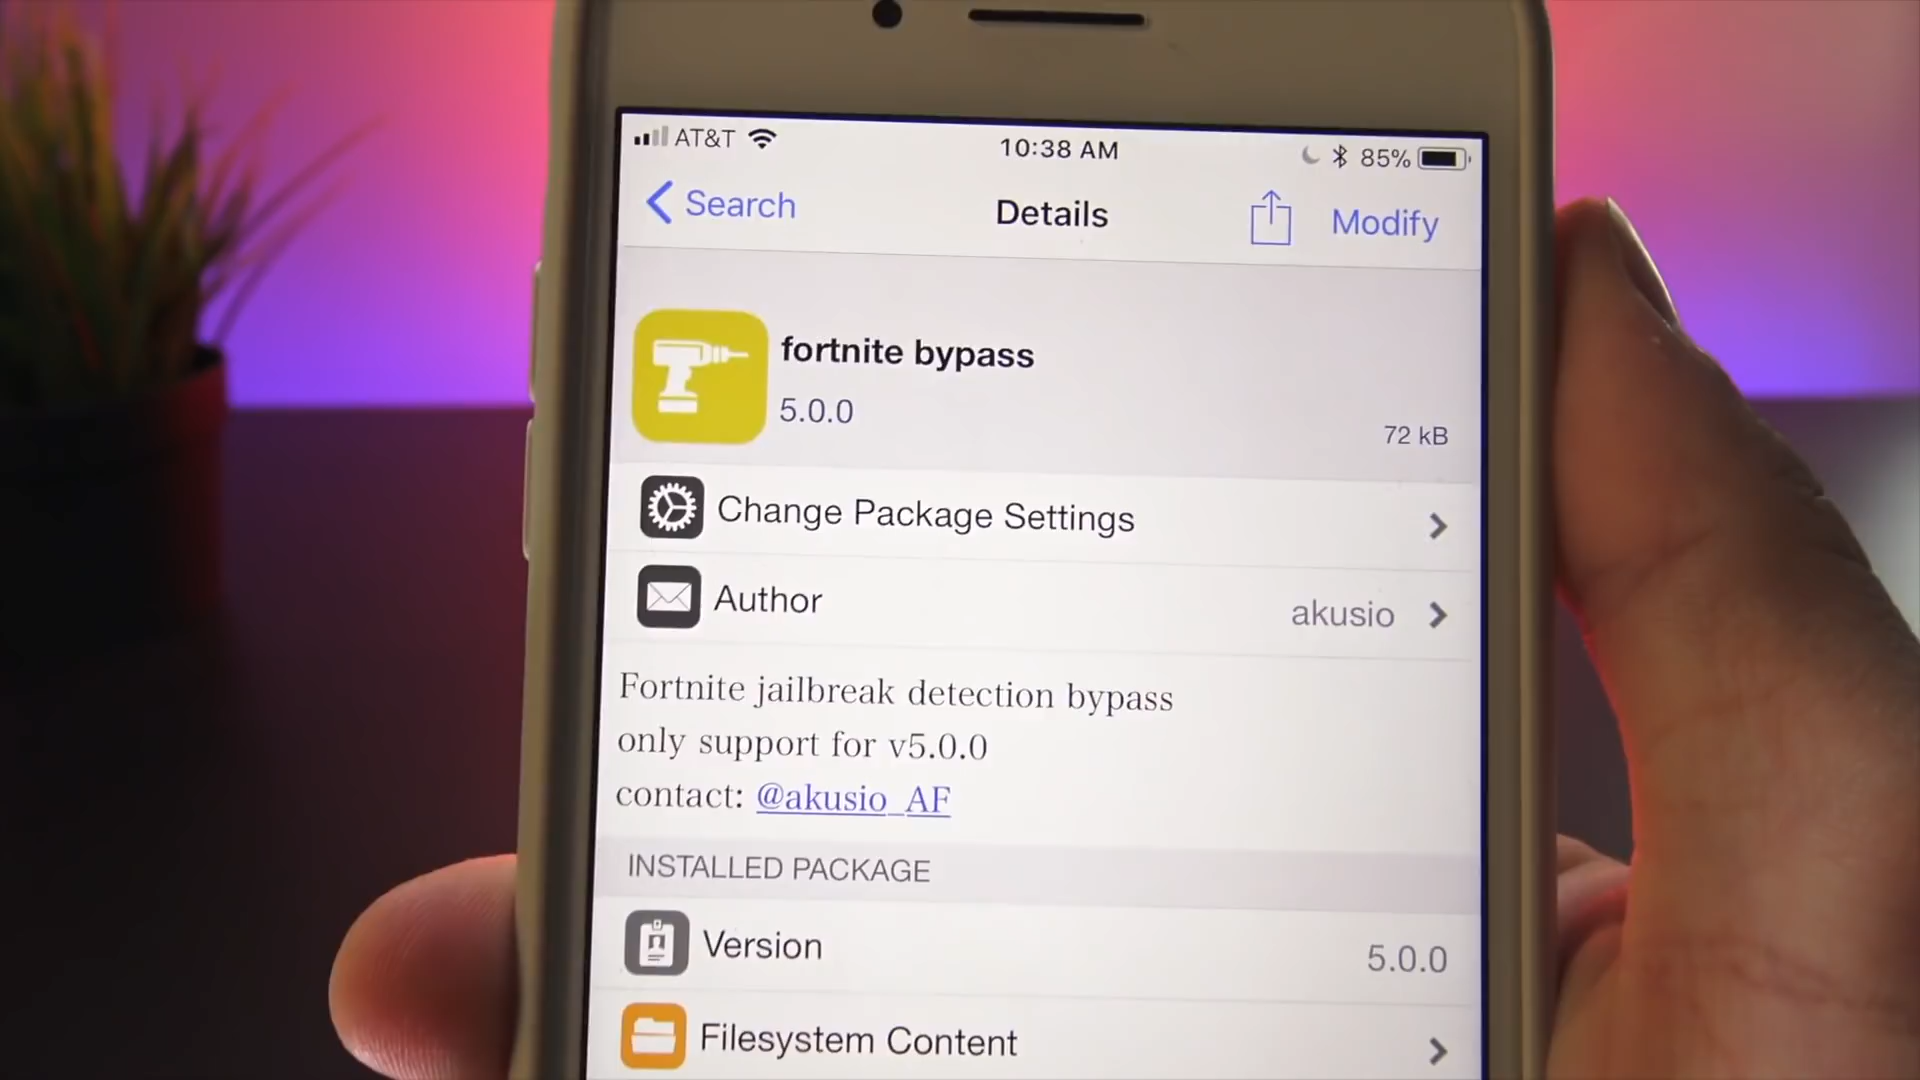 AT&T 10:38 AM 85%
Search Details Modify
fortnite bypass
5.0.0
72 kB
Change Package Settings
Author akusio
Fortnite jailbreak detection bypass
only support for v5.0.0
contact: @akusio_AF
INSTALLED PACKAGE
Version 5.0.0
Filesystem Content